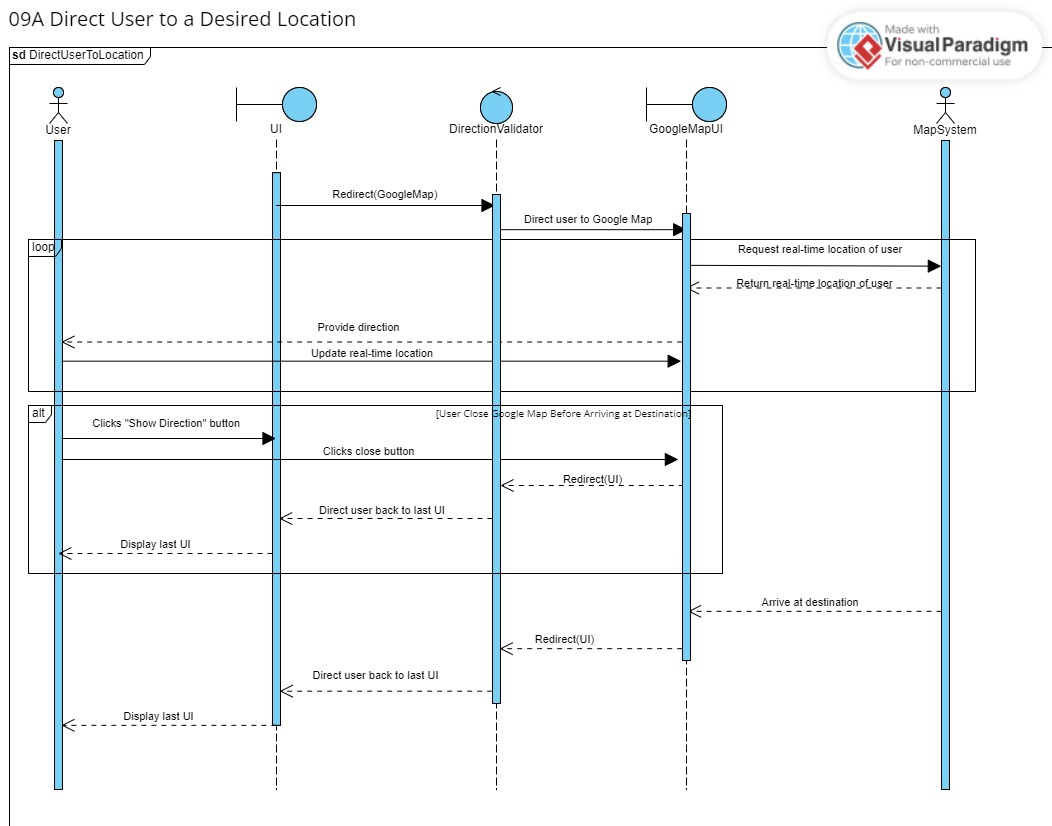 09A Direct User to a Desired Location
Made with
VisualParadigm
For non-commercial use
sd DirectUserToLocation
User
UI
DirectionValidator
GoogleMapUI
MapSystem
Redirect(GoogleMap)
Direct user to Google Map
loop
Request real-time location of user
Return real-time location of user
Provide direction
Update real-time location
alt
[User Close Google Map Before Arriving at Destination]
Clicks "Show Direction" button
Clicks close button
Redirect(UI)
Direct user back to last UI
Display last UI
Arrive at destination
Redirect(UI)
Direct user back to last UI
Display last UI